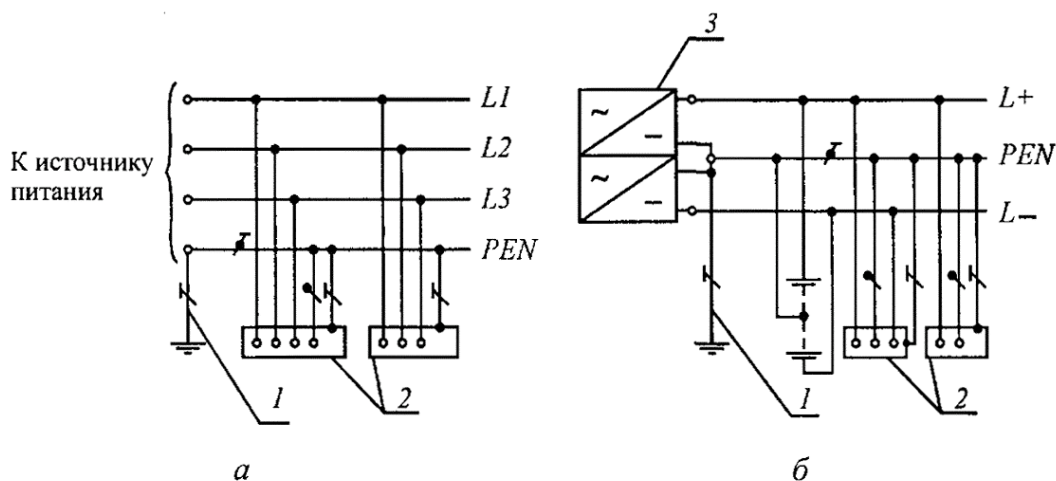 К источнику
питания
L1
L2
L3
PEN
1
2
а
3
~
–
~
–
L+
PEN
L–
1
2
б